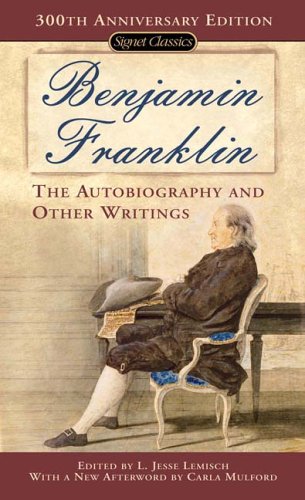 300TH ANNIVERSARY EDITION
Signet Classics
Benjamin
Franklin
THE AUTOBIOGRAPHY AND
OTHER WRITINGS
EDITED BY L. JESSE LEMISCH
WITH A NEW AFTERWORD BY CARLA MULFORD